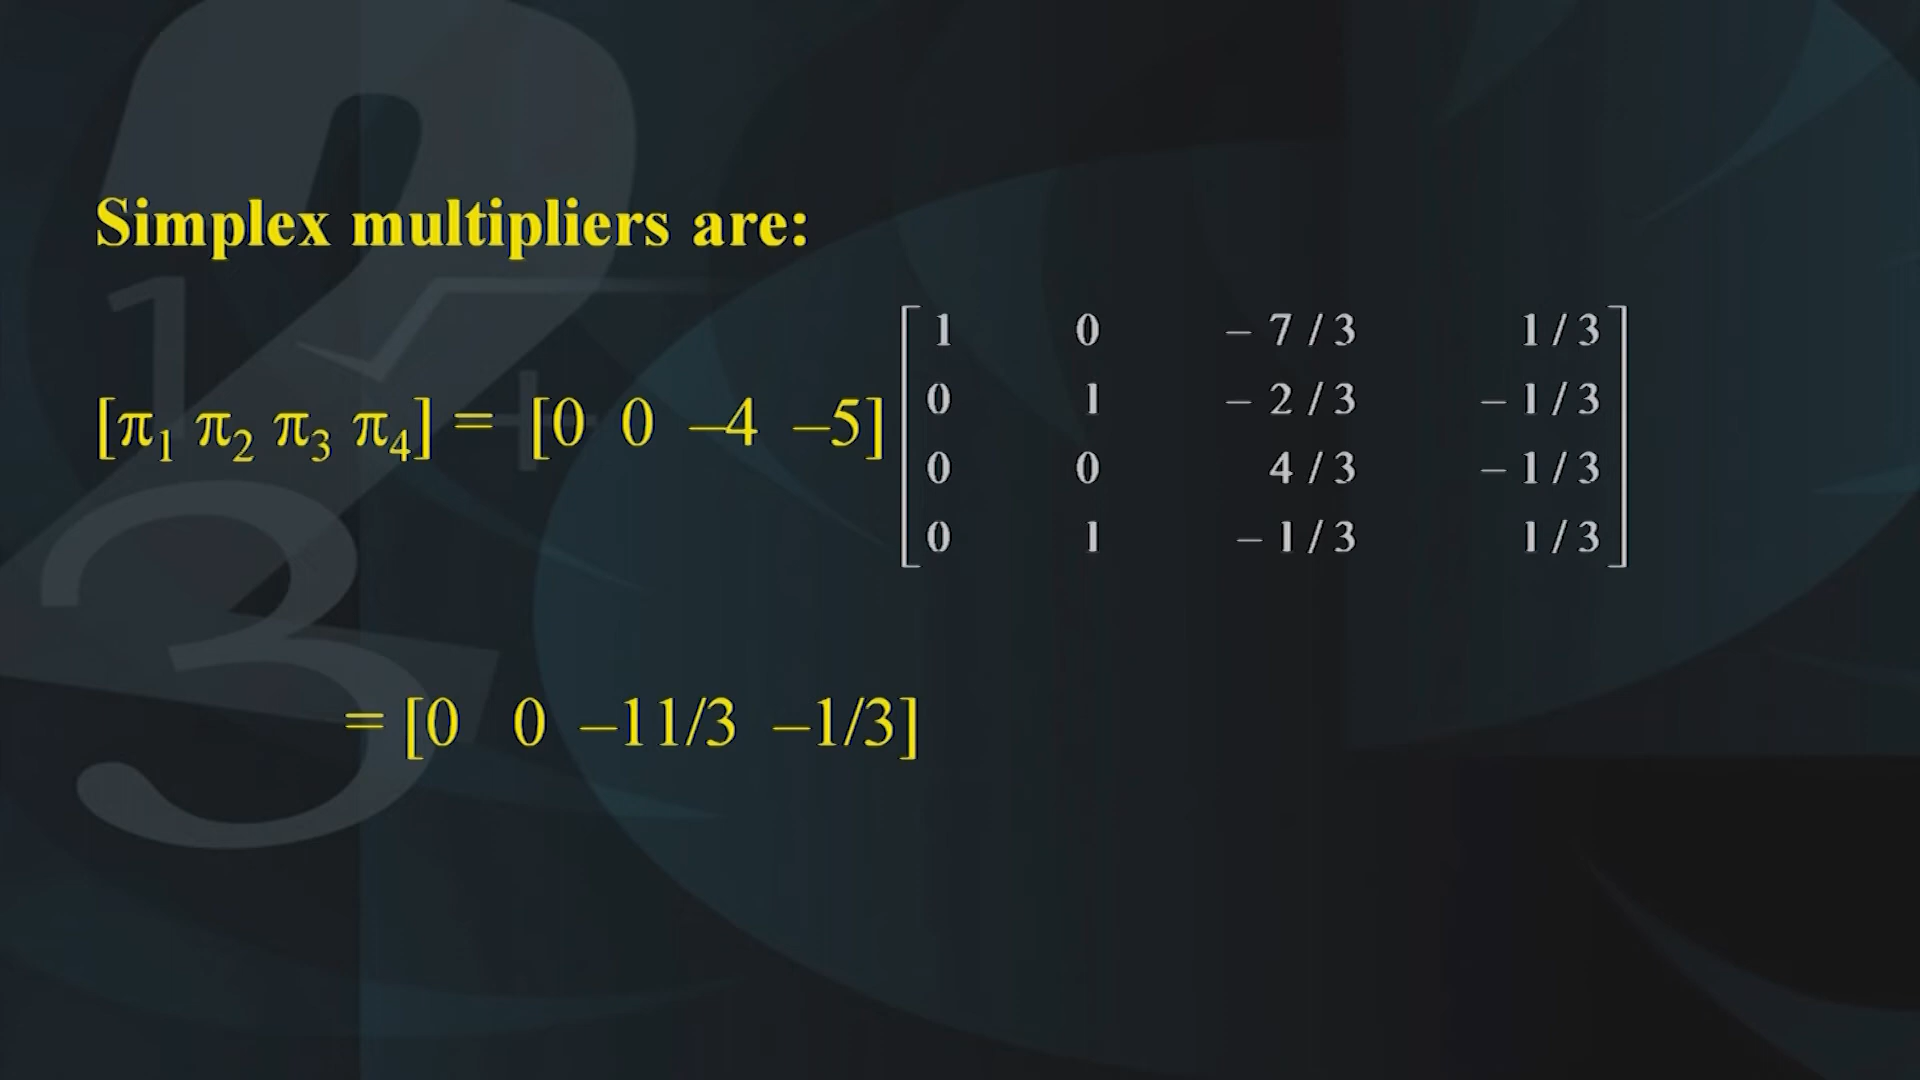 Simplex multipliers are:
[π₁ π₂ π₃ π₄] = [0 0 –4 –5]
1 0 – 7 / 3 1 / 3
0 1 – 2 / 3 – 1 / 3
0 0 4 / 3 – 1 / 3
0 1 – 1 / 3 1 / 3
= [0 0 –11/3 –1/3]